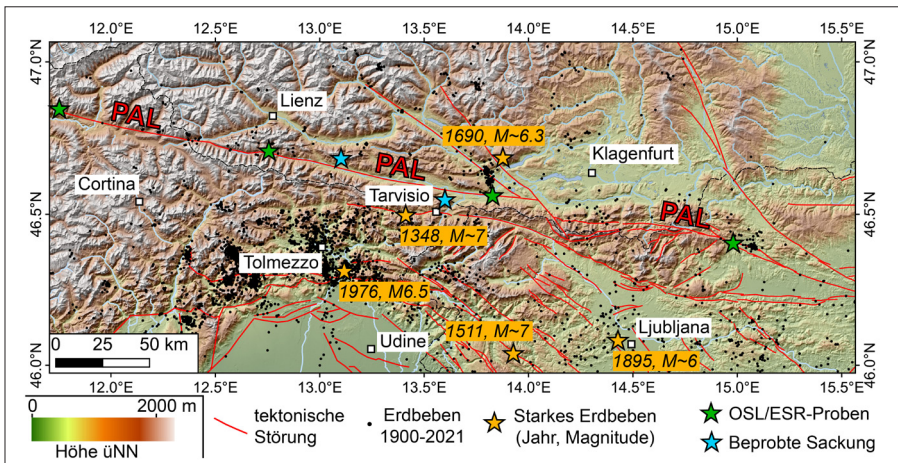 12.0°E 12.5°E 13.0°E 13.5°E 14.0°E 14.5°E 15.0°E 15.5°E
47.0°N
47.0°N
PAL
Lienz
1690, M~6.3
Klagenfurt
PAL
Cortina
Tarvisio
PAL
46.5°N
46.5°N
1348, M~7
Tolmezzo
1976, M6.5
1511, M~7
Ljubljana
Udine
1895, M~6
0 25 50 km
46.0°N
46.0°N
12.0°E 12.5°E 13.0°E 13.5°E 14.0°E 14.5°E 15.0°E 15.5°E
0 2000 m
Höhe üNN
tektonische
Störung
Erdbeben
1900-2021
Starkes Erdbeben
(Jahr, Magnitude)
OSL/ESR-Proben
Beprobte Sackung